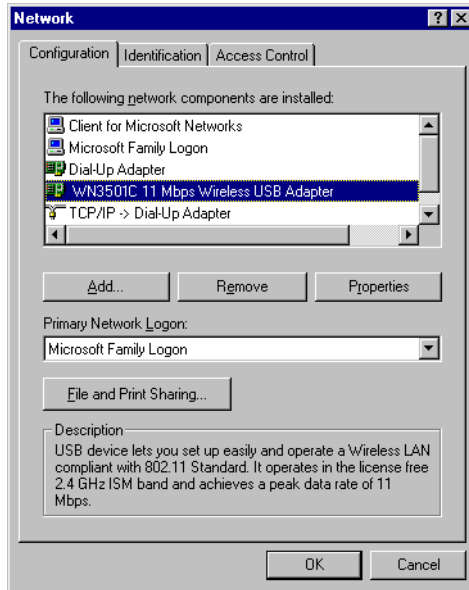 Network
Configuration Identification Access Control
The following network components are installed:
Client for Microsoft Networks
Microsoft Family Logon
Dial-Up Adapter
WN3501C 11 Mbps Wireless USB Adapter
TCP/IP -> Dial-Up Adapter
Add... Remove Properties
Primary Network Logon:
Microsoft Family Logon
File and Print Sharing...
Description
USB device lets you set up easily and operate a Wireless LAN
compliant with 802.11 Standard. It operates in the license free
2.4 GHz ISM band and achieves a peak data rate of 11
Mbps.
OK Cancel